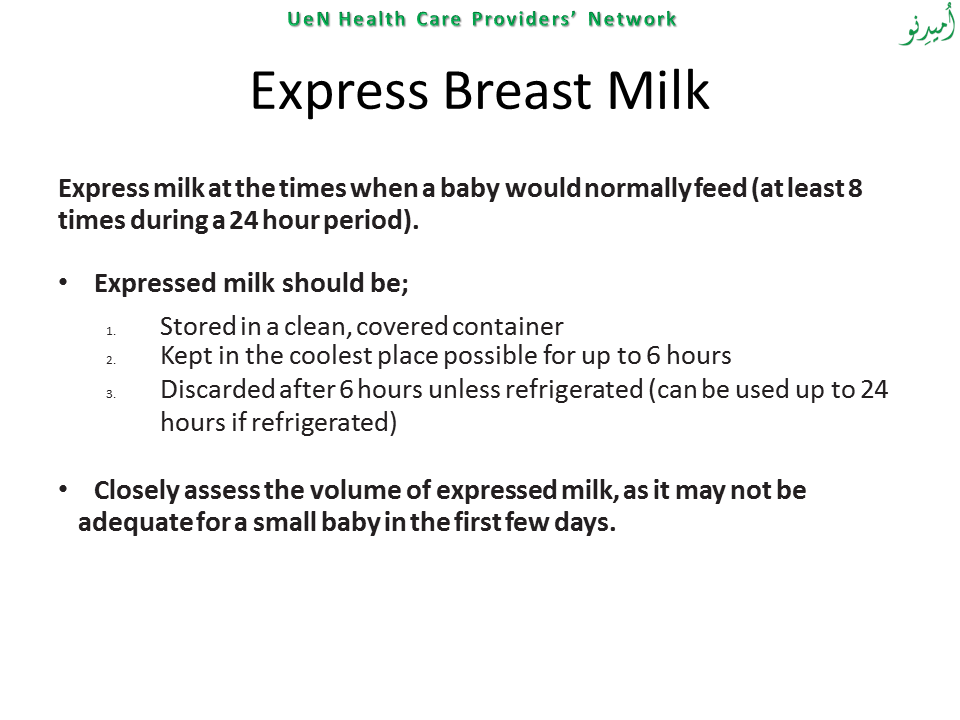 UeN Health Care Providers’ Network
اُمیدِنو
Express Breast Milk
Express milk at the times when a baby would normally feed (at least 8
times during a 24 hour period).
• Expressed milk should be;
1. Stored in a clean, covered container
2. Kept in the coolest place possible for up to 6 hours
3. Discarded after 6 hours unless refrigerated (can be used up to 24
hours if refrigerated)
• Closely assess the volume of expressed milk, as it may not be
adequate for a small baby in the first few days.